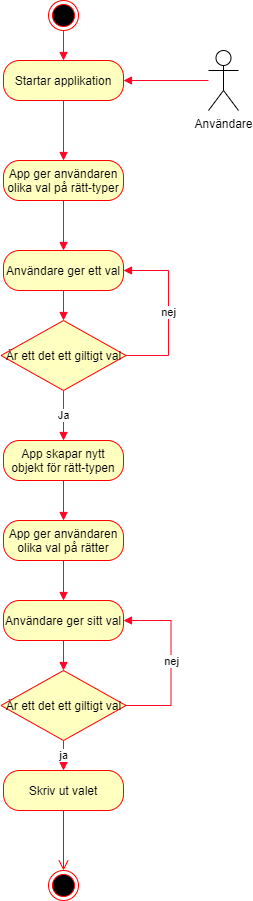 Startar applikation
Användare
App ger användaren
olika val på rätt-typer
Användare ger ett val
nej
Är ett det ett giltigt val
Ja
App skapar nytt
objekt för rätt-typen
App ger användaren
olika val på rätter
Användare ger sitt val
nej
Är ett det ett giltigt val
ja
Skriv ut valet